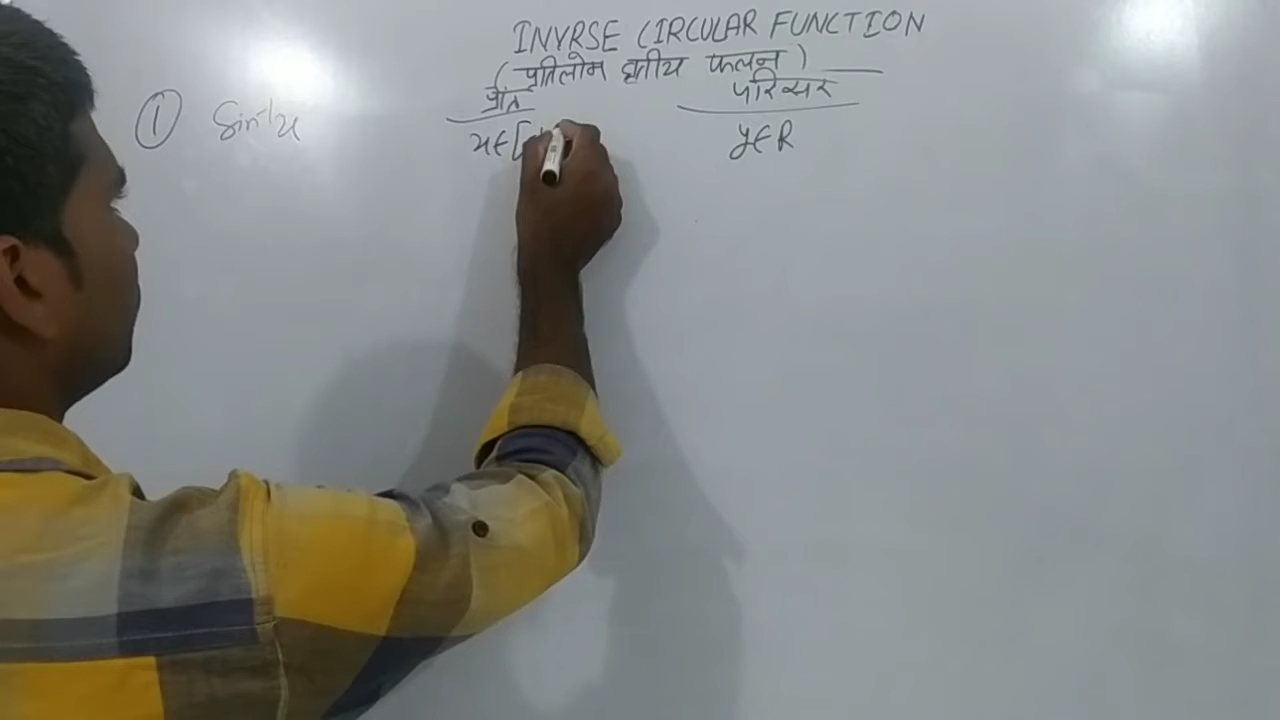 INVRSE CIRCULAR FUNCTION
(प्रतिलोम वृतीय फलन)
प्रांत परिसर
① Sin⁻¹x x∈[ y∈R